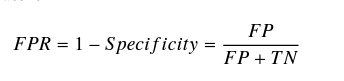 FPR = 1 − Specificity = FP / FP + TN